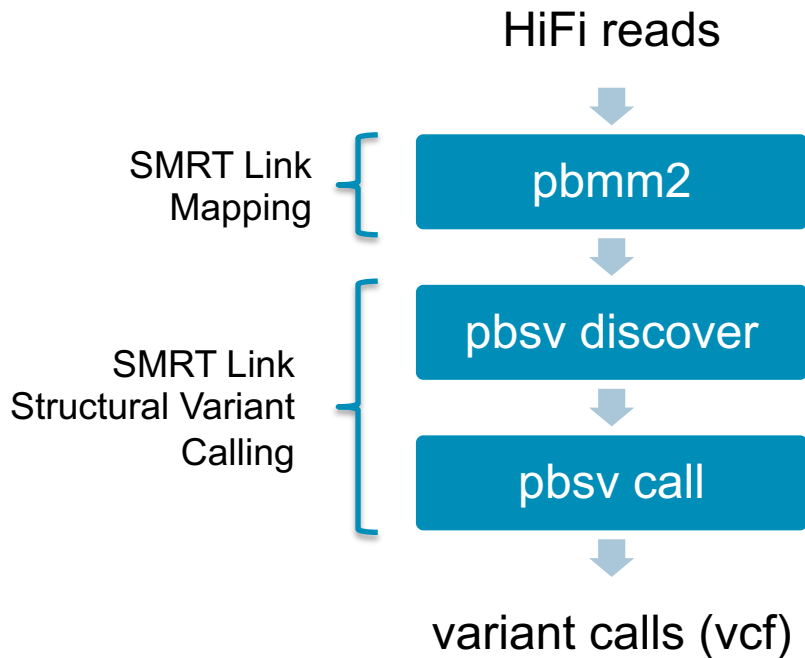 HiFi reads
SMRT Link
Mapping
pbmm2
pbsv discover
SMRT Link
Structural Variant
Calling
pbsv call
variant calls (vcf)